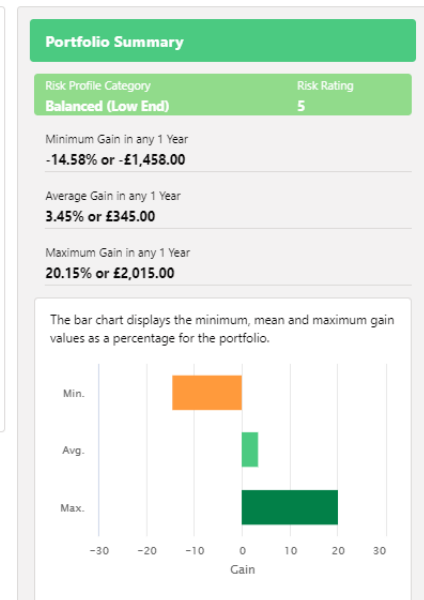 Portfolio Summary
Risk Profile Category Risk Rating
Balanced (Low End) 5
Minimum Gain in any 1 Year
-14.58% or -£1,458.00
Average Gain in any 1 Year
3.45% or £345.00
Maximum Gain in any 1 Year
20.15% or £2,015.00
The bar chart displays the minimum, mean and maximum gain
values as a percentage for the portfolio.
Min.
Avg.
Max.
-30 -20 -10 0 10 20 30
Gain